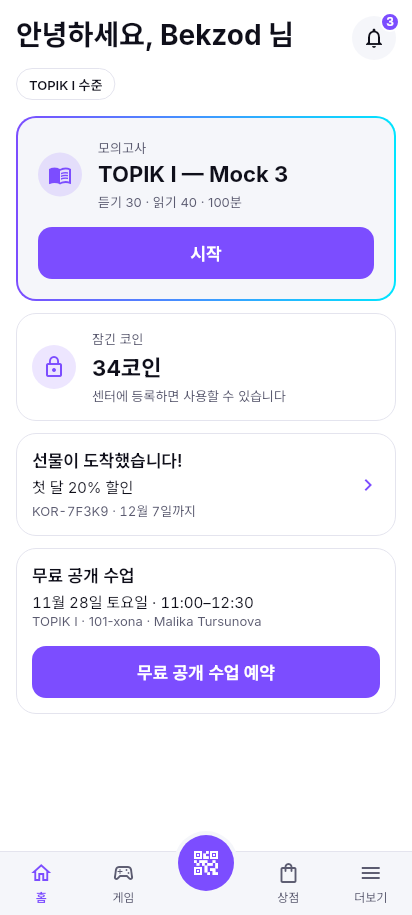 안녕하세요, Bekzod 님
3
TOPIK I 수준
모의고사
TOPIK I — Mock 3
듣기 30 · 읽기 40 · 100분
시작
잠긴 코인
34코인
센터에 등록하면 사용할 수 있습니다
선물이 도착했습니다!
첫 달 20% 할인
KOR-7F3K9 · 12월 7일까지
무료 공개 수업
11월 28일 토요일 · 11:00–12:30
TOPIK I · 101-xona · Malika Tursunova
무료 공개 수업 예약
홈
게임
상점
더보기